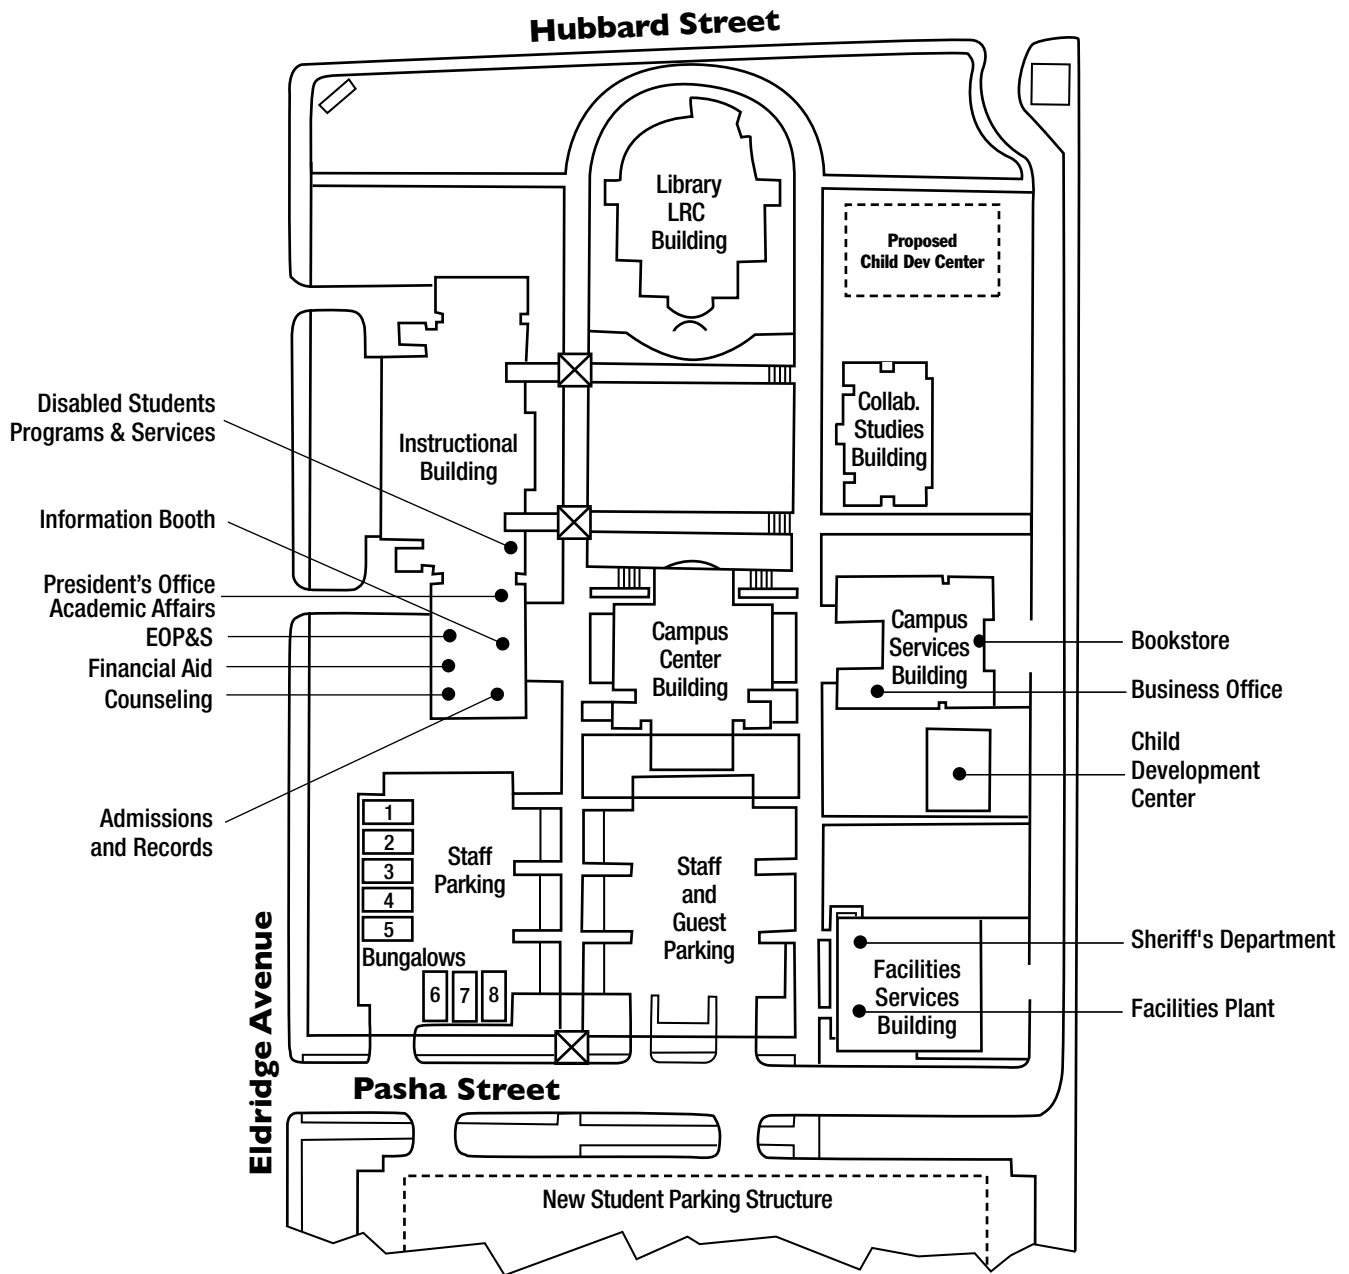 Hubbard Street
Library
LRC
Building
Proposed
Child Dev Center
Disabled Students
Programs & Services
Instructional
Building
Collab.
Studies
Building
Information Booth
President's Office
Academic Affairs
EOP&S
Financial Aid
Counseling
Campus
Center
Building
Campus
Services
Building
Bookstore
Business Office
Child
Development
Center
Admissions
and Records
1
2
3
4
5
Bungalows
6 7 8
Staff
Parking
Staff
and
Guest
Parking
Sheriff's Department
Facilities
Services
Building
Facilities Plant
Eldridge Avenue
Pasha Street
New Student Parking Structure